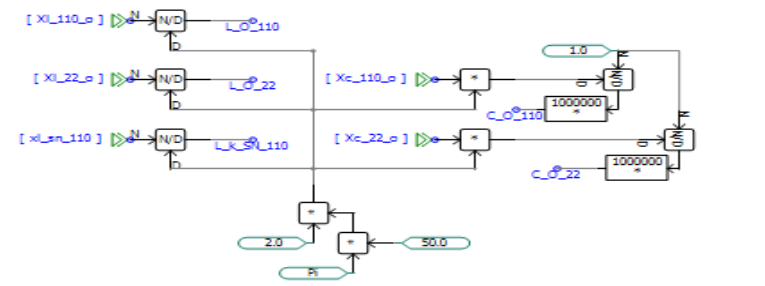 [ Xl_110_o ] N N/D L_O_110
D
1.0 N
[ Xl_22_o ] N N/D L_O_22 [ Xc_110_o ] * D N/D
D
1000000
*
C_O_110
N
[ xl_sn_110 ] N N/D L_k_SN_110 [ Xc_22_o ] * D N/D
D
1000000
*
C_O_22
*
2.0 * 50.0
Pi